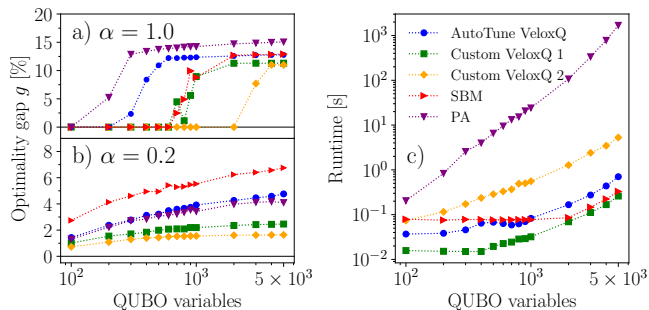 Optimality gap g [%]
20
15
10
5
0
a) α = 1.0
8
6
4
2
0
b) α = 0.2
10²
10³
5 × 10³
QUBO variables
AutoTune VeloxQ
Custom VeloxQ 1
Custom VeloxQ 2
SBM
PA
Runtime [s]
10³
10²
10¹
10⁰
10⁻¹
10⁻²
c)
10²
10³
5 × 10³
QUBO variables